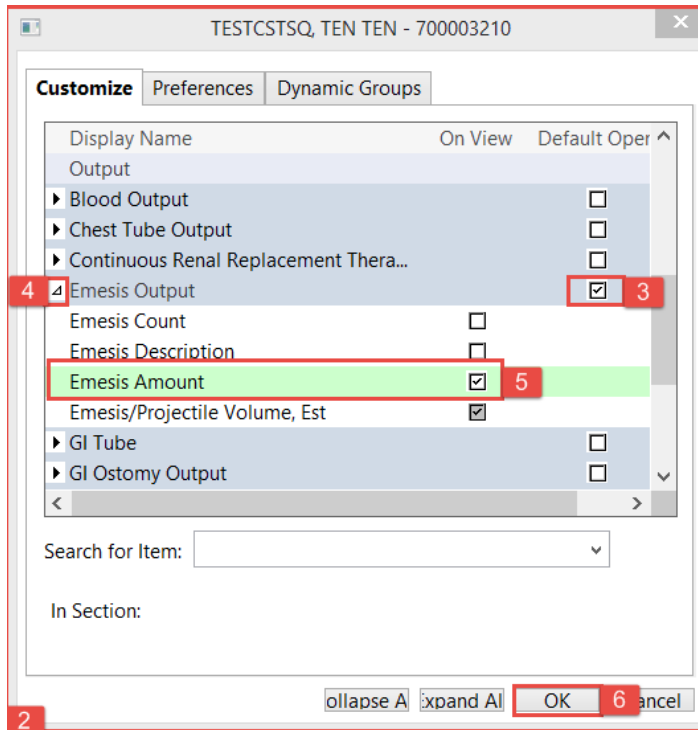 TESTCSTSQ, TEN TEN - 700003210
Customize Preferences Dynamic Groups
Display Name On View Default Oper
Output
Blood Output
Chest Tube Output
Continuous Renal Replacement Thera...
4 Emesis Output 3
Emesis Count
Emesis Description
Emesis Amount 5
Emesis/Projectile Volume, Est
GI Tube
GI Ostomy Output
Search for Item:
In Section:
ollapse A xpand Al OK 6 ancel
2